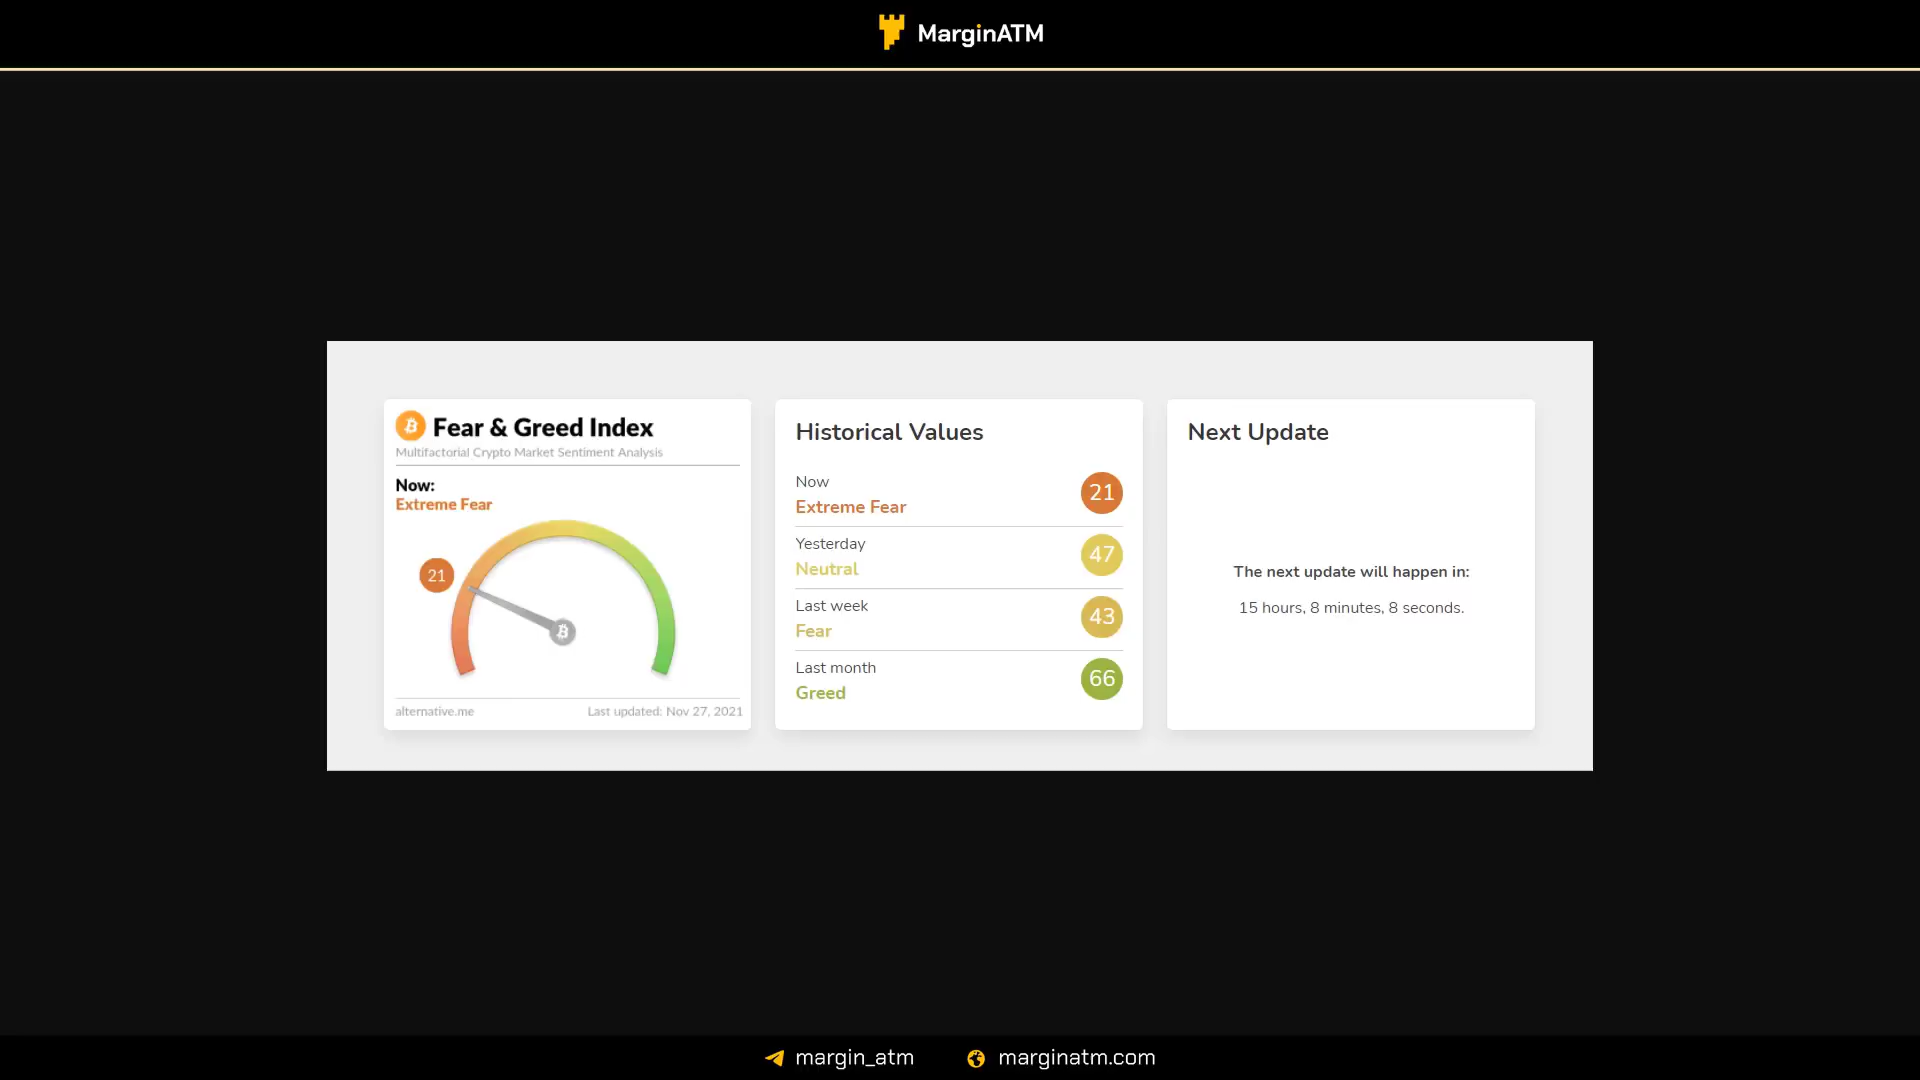 MarginATM
Fear & Greed Index
Multifactorial Crypto Market Sentiment Analysis
Now:
Extreme Fear
21
alternative.me
Last updated: Nov 27, 2021
Historical Values
Now
Extreme Fear
21
Yesterday
Neutral
47
Last week
Fear
43
Last month
Greed
66
Next Update
The next update will happen in:
15 hours, 8 minutes, 8 seconds.
margin_atm
marginatm.com